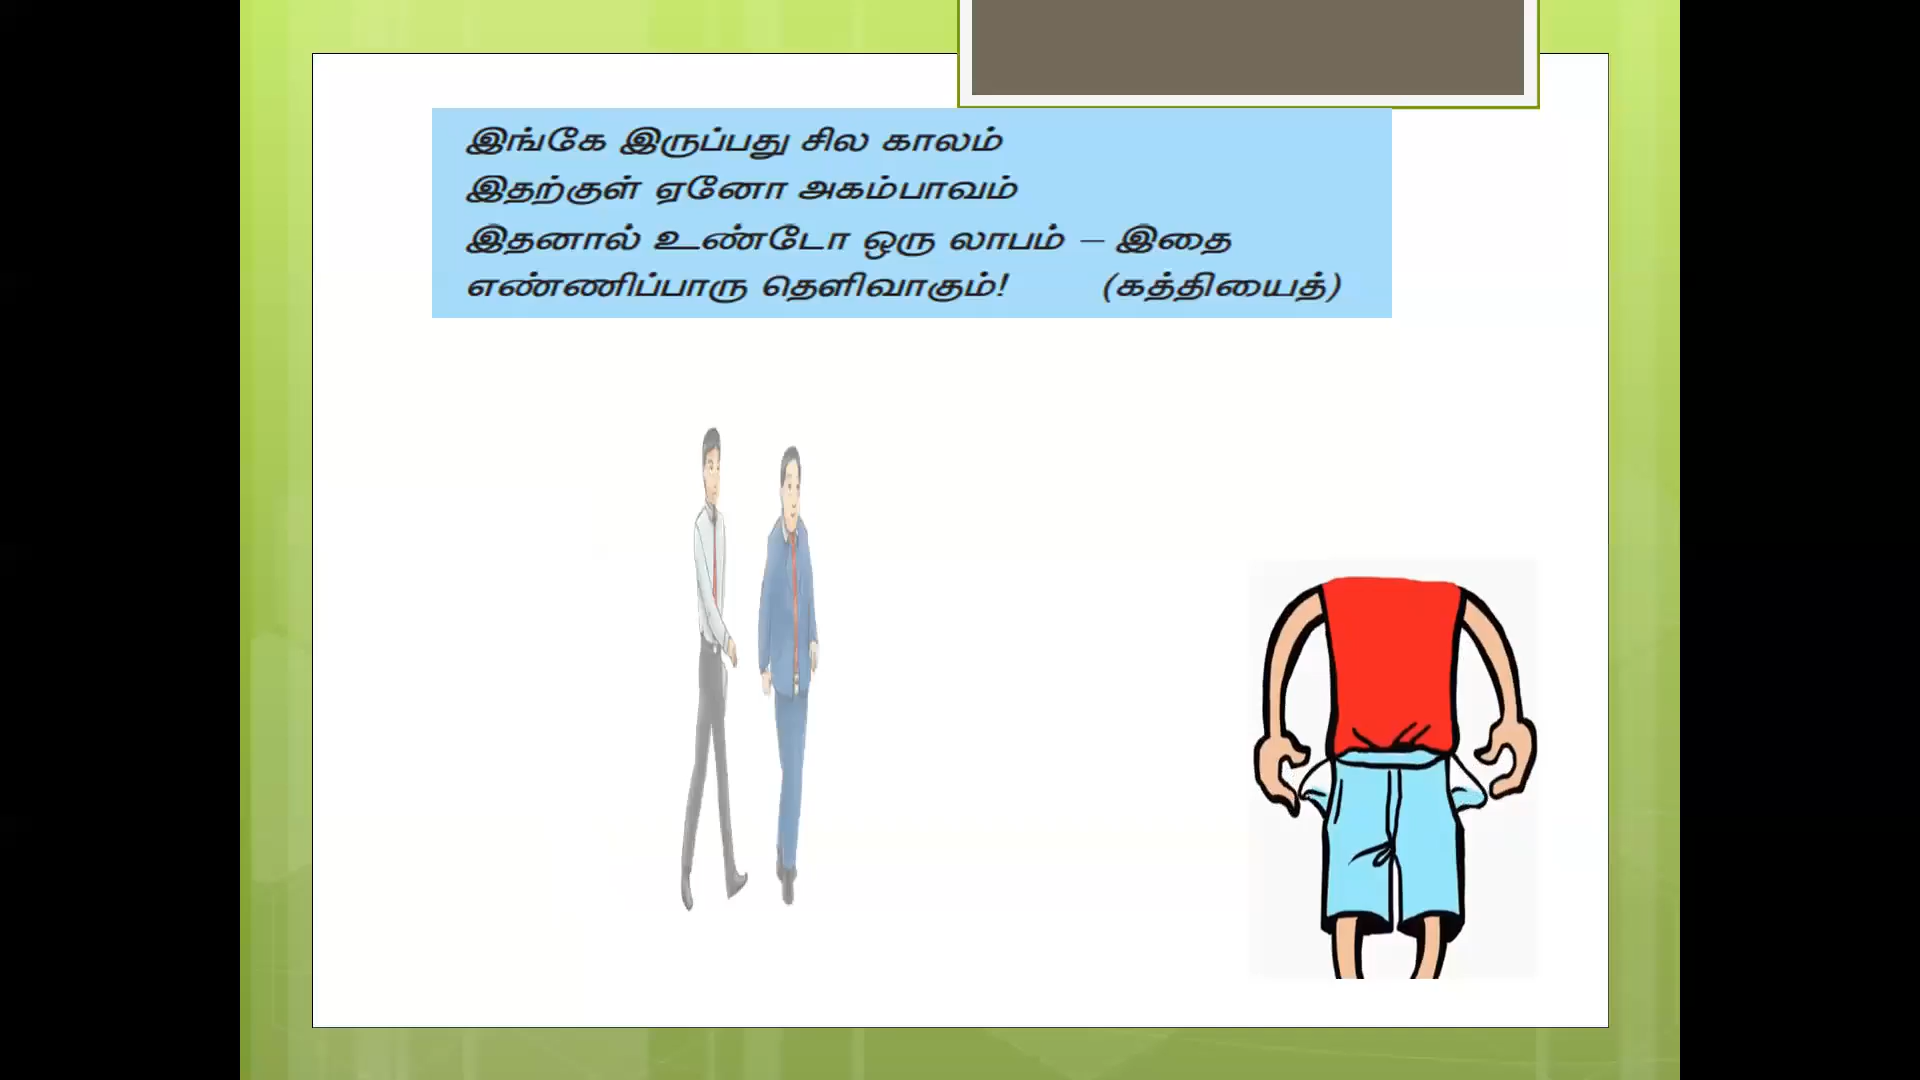 இங்கே இருப்பது சில காலம்
இதற்குள் ஏனோ அகம்பாவம்
இதனால் உண்டோ ஒரு லாபம் – இதை
எண்ணிப்பாரு தெளிவாகும்! (கத்தியைத்)